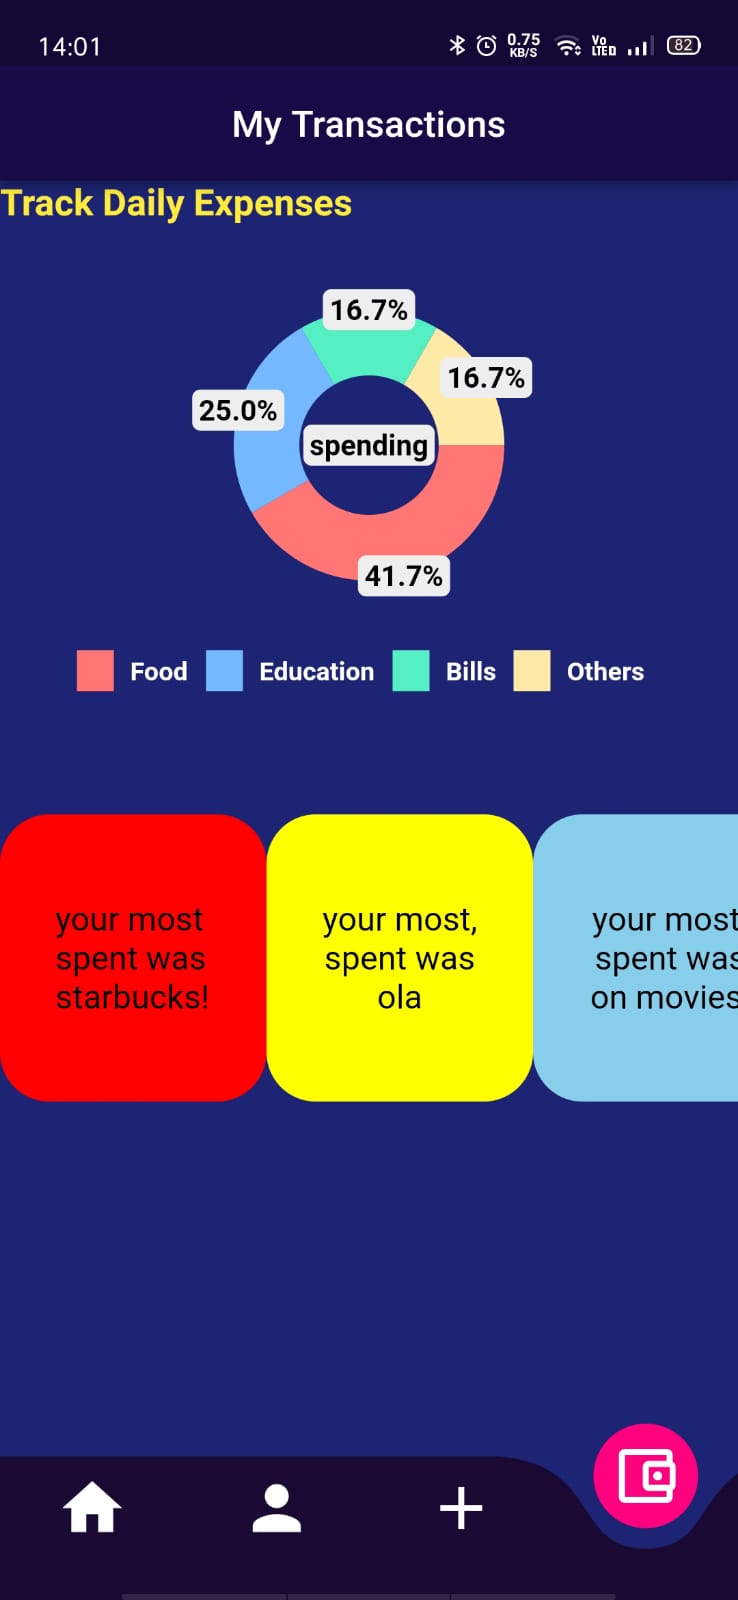 14:01
0.75
KB/S
Vo
LTED
82
My Transactions
Track Daily Expenses
16.7%
16.7%
25.0%
spending
41.7%
Food Education Bills Others
your most
spent was
starbucks!
your most,
spent was
ola
your most
spent was
on movies